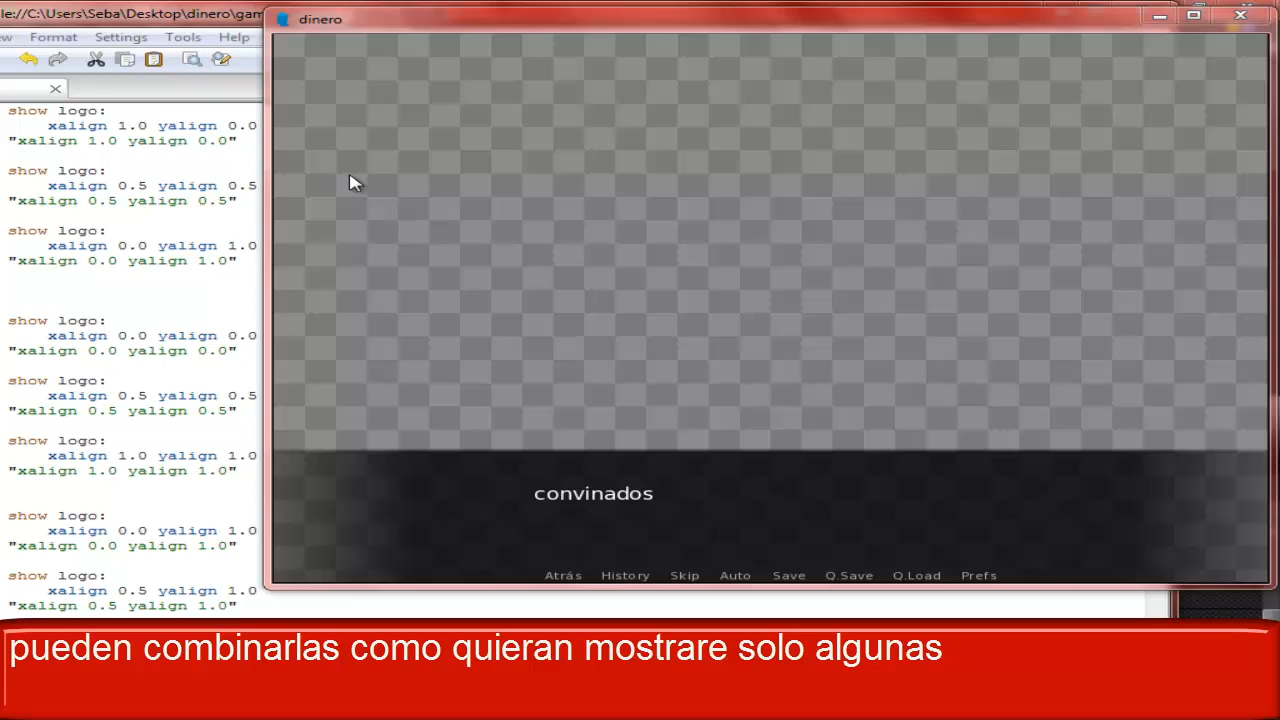 le://C:\Users\Seba\Desktop\dinero\gam
dinero
w Format Settings Tools Help
show logo:
xalign 1.0 yalign 0.0
"xalign 1.0 yalign 0.0"
show logo:
xalign 0.5 yalign 0.5
"xalign 0.5 yalign 0.5"
show logo:
xalign 0.0 yalign 1.0
"xalign 0.0 yalign 1.0"
show logo:
xalign 0.0 yalign 0.0
"xalign 0.0 yalign 0.0"
show logo:
xalign 0.5 yalign 0.5
"xalign 0.5 yalign 0.5"
show logo:
xalign 1.0 yalign 1.0
"xalign 1.0 yalign 1.0"
show logo:
xalign 0.0 yalign 1.0
"xalign 0.0 yalign 1.0"
show logo:
xalign 0.5 yalign 1.0
"xalign 0.5 yalign 1.0"
convinados
Atrás History Skip Auto Save Q.Save Q.Load Prefs
pueden combinarlas como quieran mostrare solo algunas